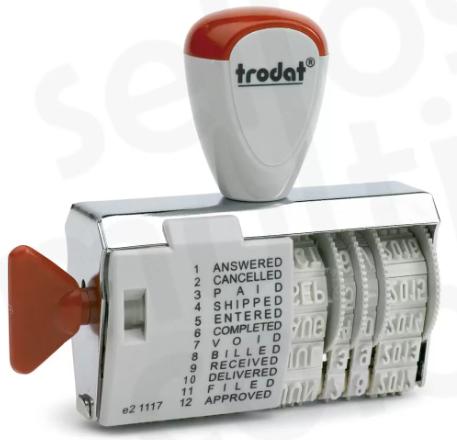 trodat®
1 ANSWERED
2 CANCELLED
3 PAID
4 SHIPPED
5 ENTERED
6 COMPLETED
7 VOID
8 BILLED
9 RECEIVED
10 DELIVERED
11 FILED
12 APPROVED
e2 1117